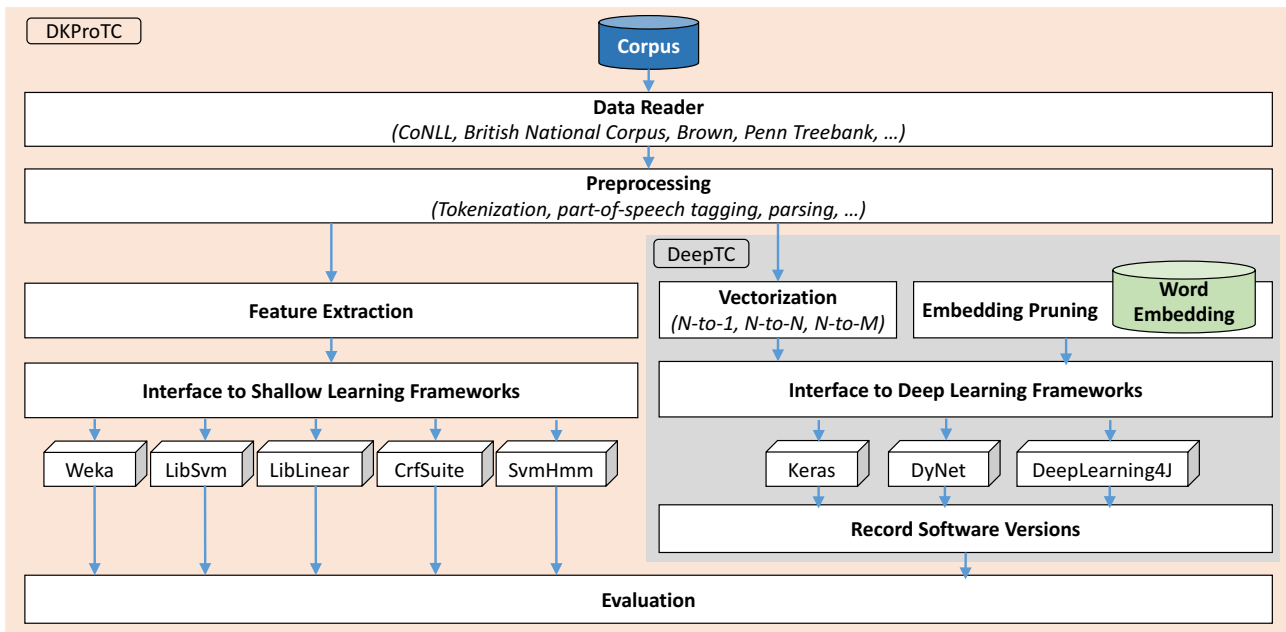 DKProTC
Corpus
Data Reader
(CoNLL, British National Corpus, Brown, Penn Treebank, …)
Preprocessing
(Tokenization, part-of-speech tagging, parsing, …)
DeepTC
Feature Extraction
Vectorization
(N-to-1, N-to-N, N-to-M)
Embedding Pruning
Word
Embedding
Interface to Shallow Learning Frameworks
Interface to Deep Learning Frameworks
Weka
LibSvm
LibLinear
CrfSuite
SvmHmm
Keras
DyNet
DeepLearning4J
Record Software Versions
Evaluation